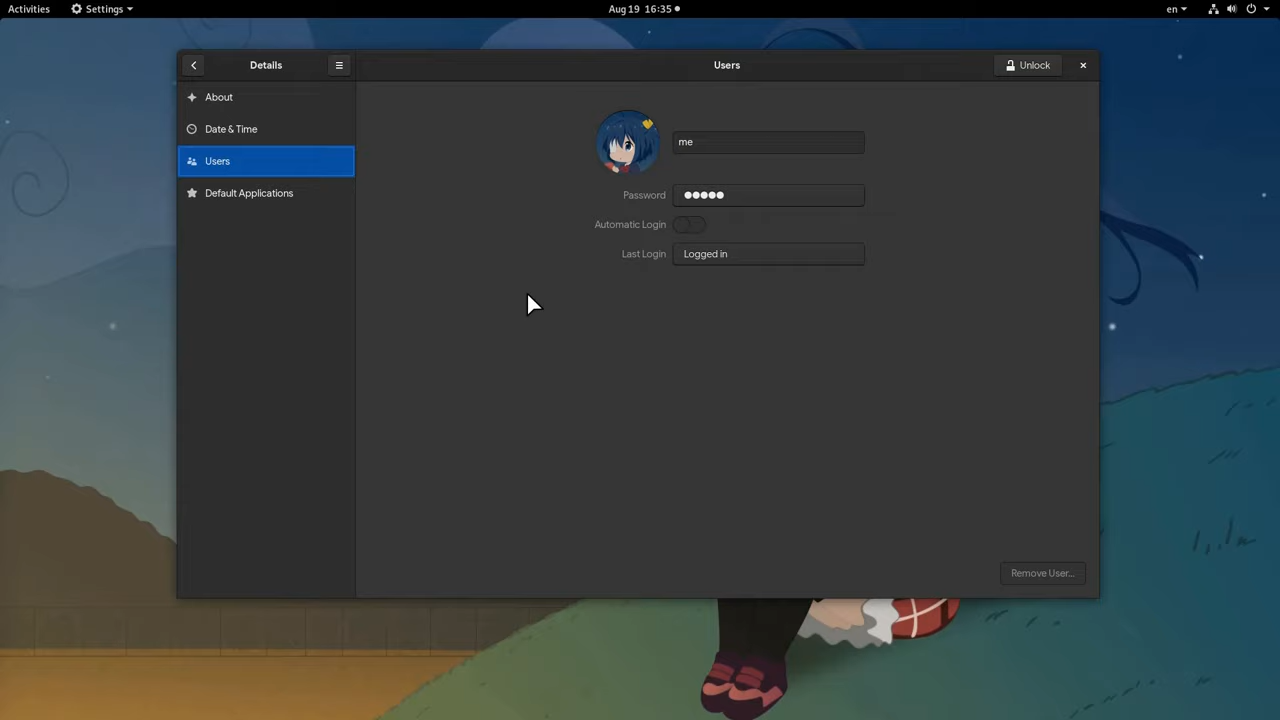 Activities
Settings
Aug 19 16:35
en
Details
Users
Unlock
About
Date & Time
Users
Default Applications
me
Password
Automatic Login
Last Login
Logged in
Remove User...